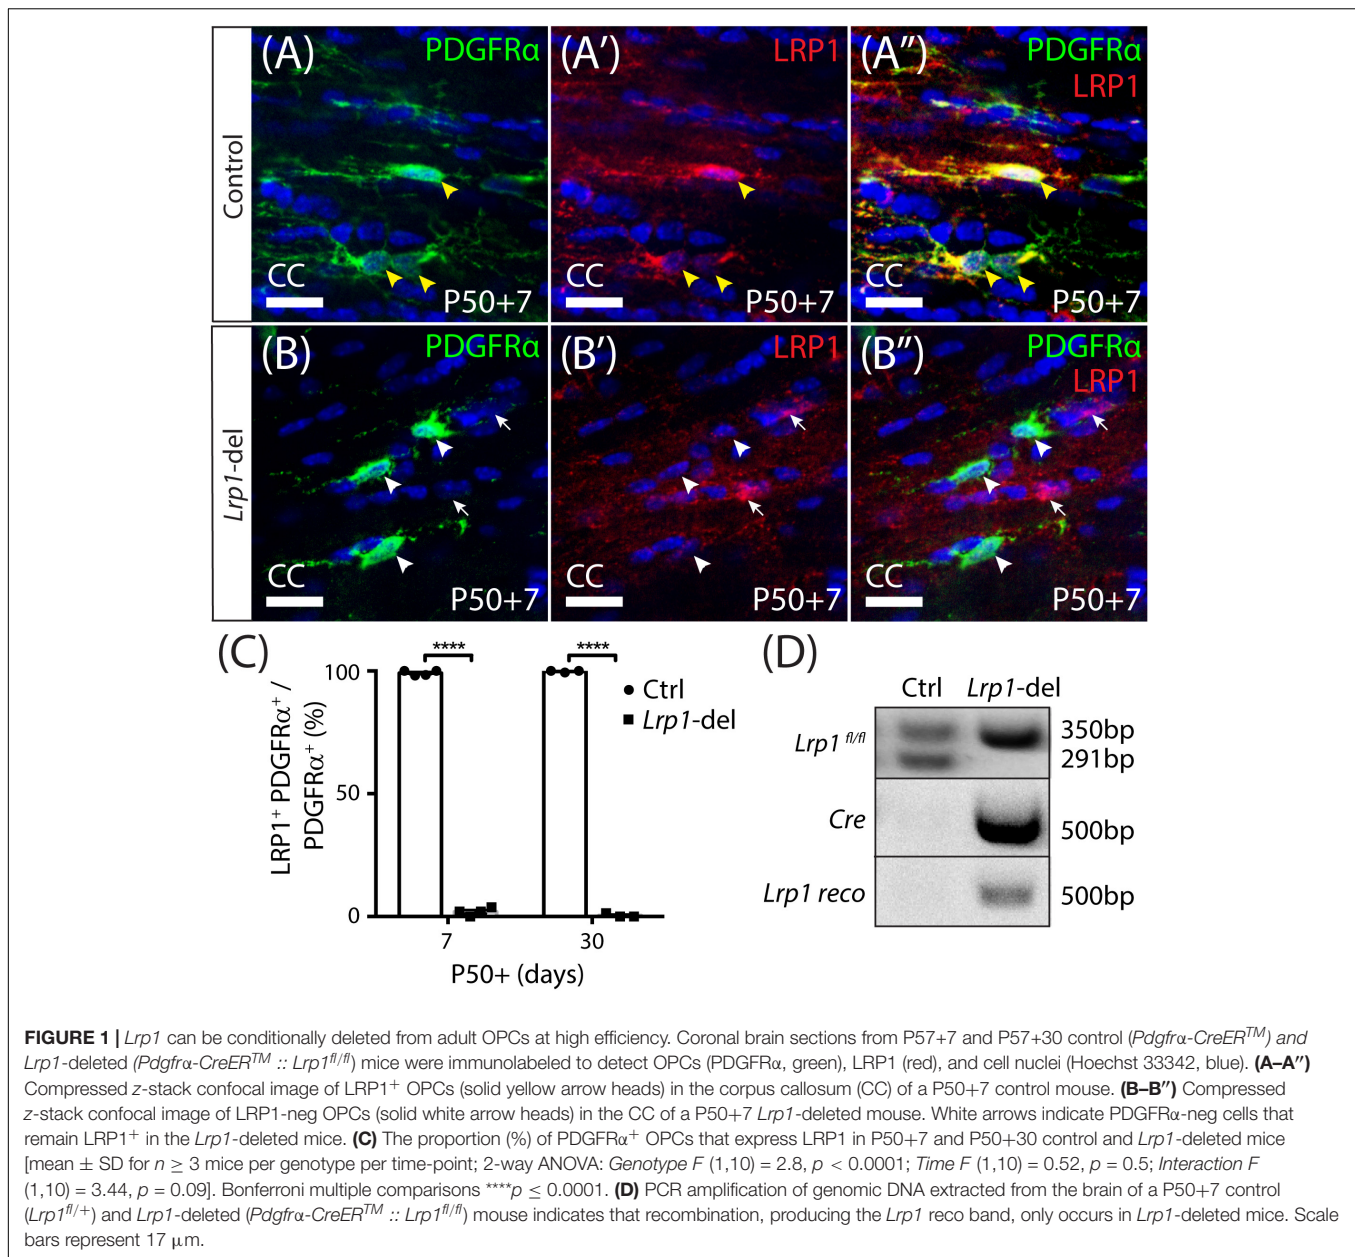 Control
(A) PDGFRα
CC
P50+7
(A′) LRP1
CC
P50+7
(A″) PDGFRα
LRP1
CC
P50+7
Lrp1-del
(B) PDGFRα
CC
P50+7
(B′) LRP1
CC
P50+7
(B″) PDGFRα
LRP1
CC
P50+7
(C)
LRP1⁺ PDGFRα⁺ /
PDGFRα⁺ (%)
100
50
0
**** ****
7 30
P50+ (days)
Ctrl
Lrp1-del
(D)
Ctrl Lrp1-del
Lrp1 fl/fl 350bp
291bp
Cre 500bp
Lrp1 reco 500bp
FIGURE 1 | Lrp1 can be conditionally deleted from adult OPCs at high efficiency. Coronal brain sections from P57+7 and P57+30 control (Pdgfrα-CreER™) and
Lrp1-deleted (Pdgfrα-CreER™ :: Lrp1fl/fl) mice were immunolabeled to detect OPCs (PDGFRα, green), LRP1 (red), and cell nuclei (Hoechst 33342, blue). (A–A″)
Compressed z-stack confocal image of LRP1⁺ OPCs (solid yellow arrow heads) in the corpus callosum (CC) of a P50+7 control mouse. (B–B″) Compressed
z-stack confocal image of LRP1-neg OPCs (solid white arrow heads) in the CC of a P50+7 Lrp1-deleted mouse. White arrows indicate PDGFRα-neg cells that
remain LRP1⁺ in the Lrp1-deleted mice. (C) The proportion (%) of PDGFRα⁺ OPCs that express LRP1 in P50+7 and P50+30 control and Lrp1-deleted mice
[mean ± SD for n ≥ 3 mice per genotype per time-point; 2-way ANOVA: Genotype F (1,10) = 2.8, p < 0.0001; Time F (1,10) = 0.52, p = 0.5; Interaction F
(1,10) = 3.44, p = 0.09]. Bonferroni multiple comparisons ****p ≤ 0.0001. (D) PCR amplification of genomic DNA extracted from the brain of a P50+7 control
(Lrp1fl/+) and Lrp1-deleted (Pdgfrα-CreER™ :: Lrp1fl/fl) mouse indicates that recombination, producing the Lrp1 reco band, only occurs in Lrp1-deleted mice. Scale
bars represent 17 μm.